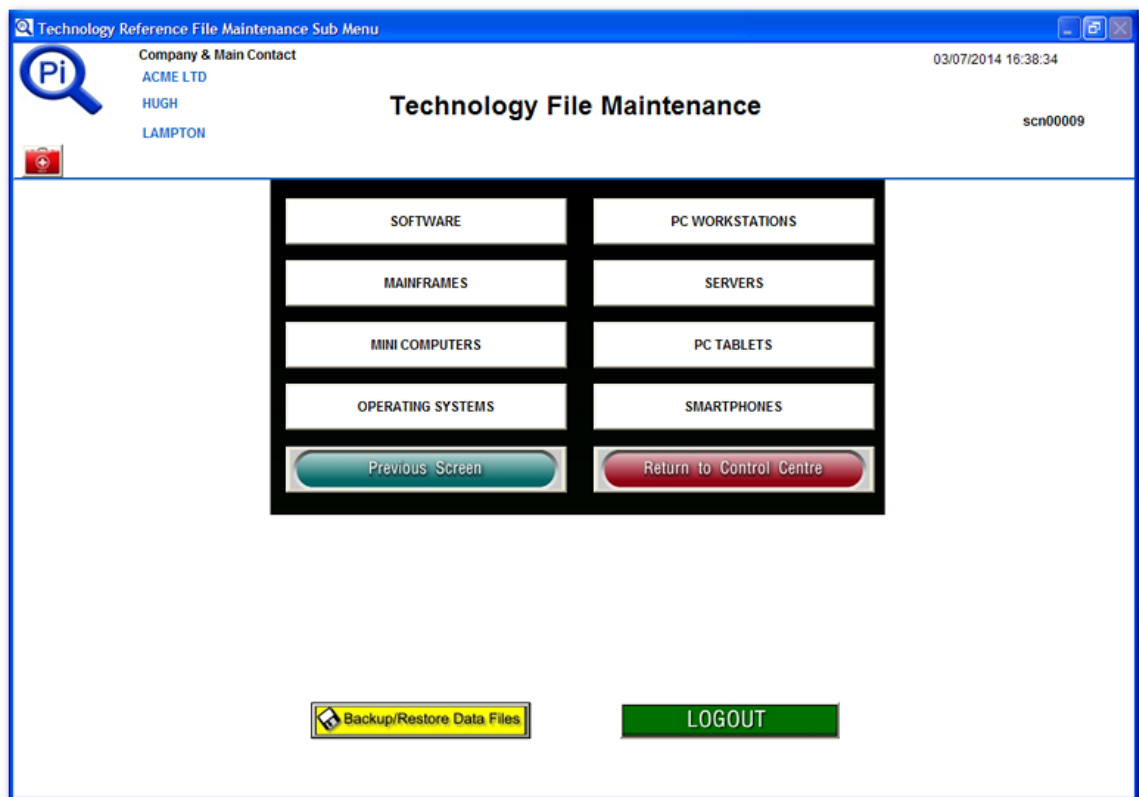 Technology Reference File Maintenance Sub Menu
Pi
Company & Main Contact
ACME LTD
HUGH
LAMPTON
Technology File Maintenance
03/07/2014 16:38:34
scn00009
SOFTWARE
PC WORKSTATIONS
MAINFRAMES
SERVERS
MINI COMPUTERS
PC TABLETS
OPERATING SYSTEMS
SMARTPHONES
Previous Screen
Return to Control Centre
Backup/Restore Data Files
LOGOUT